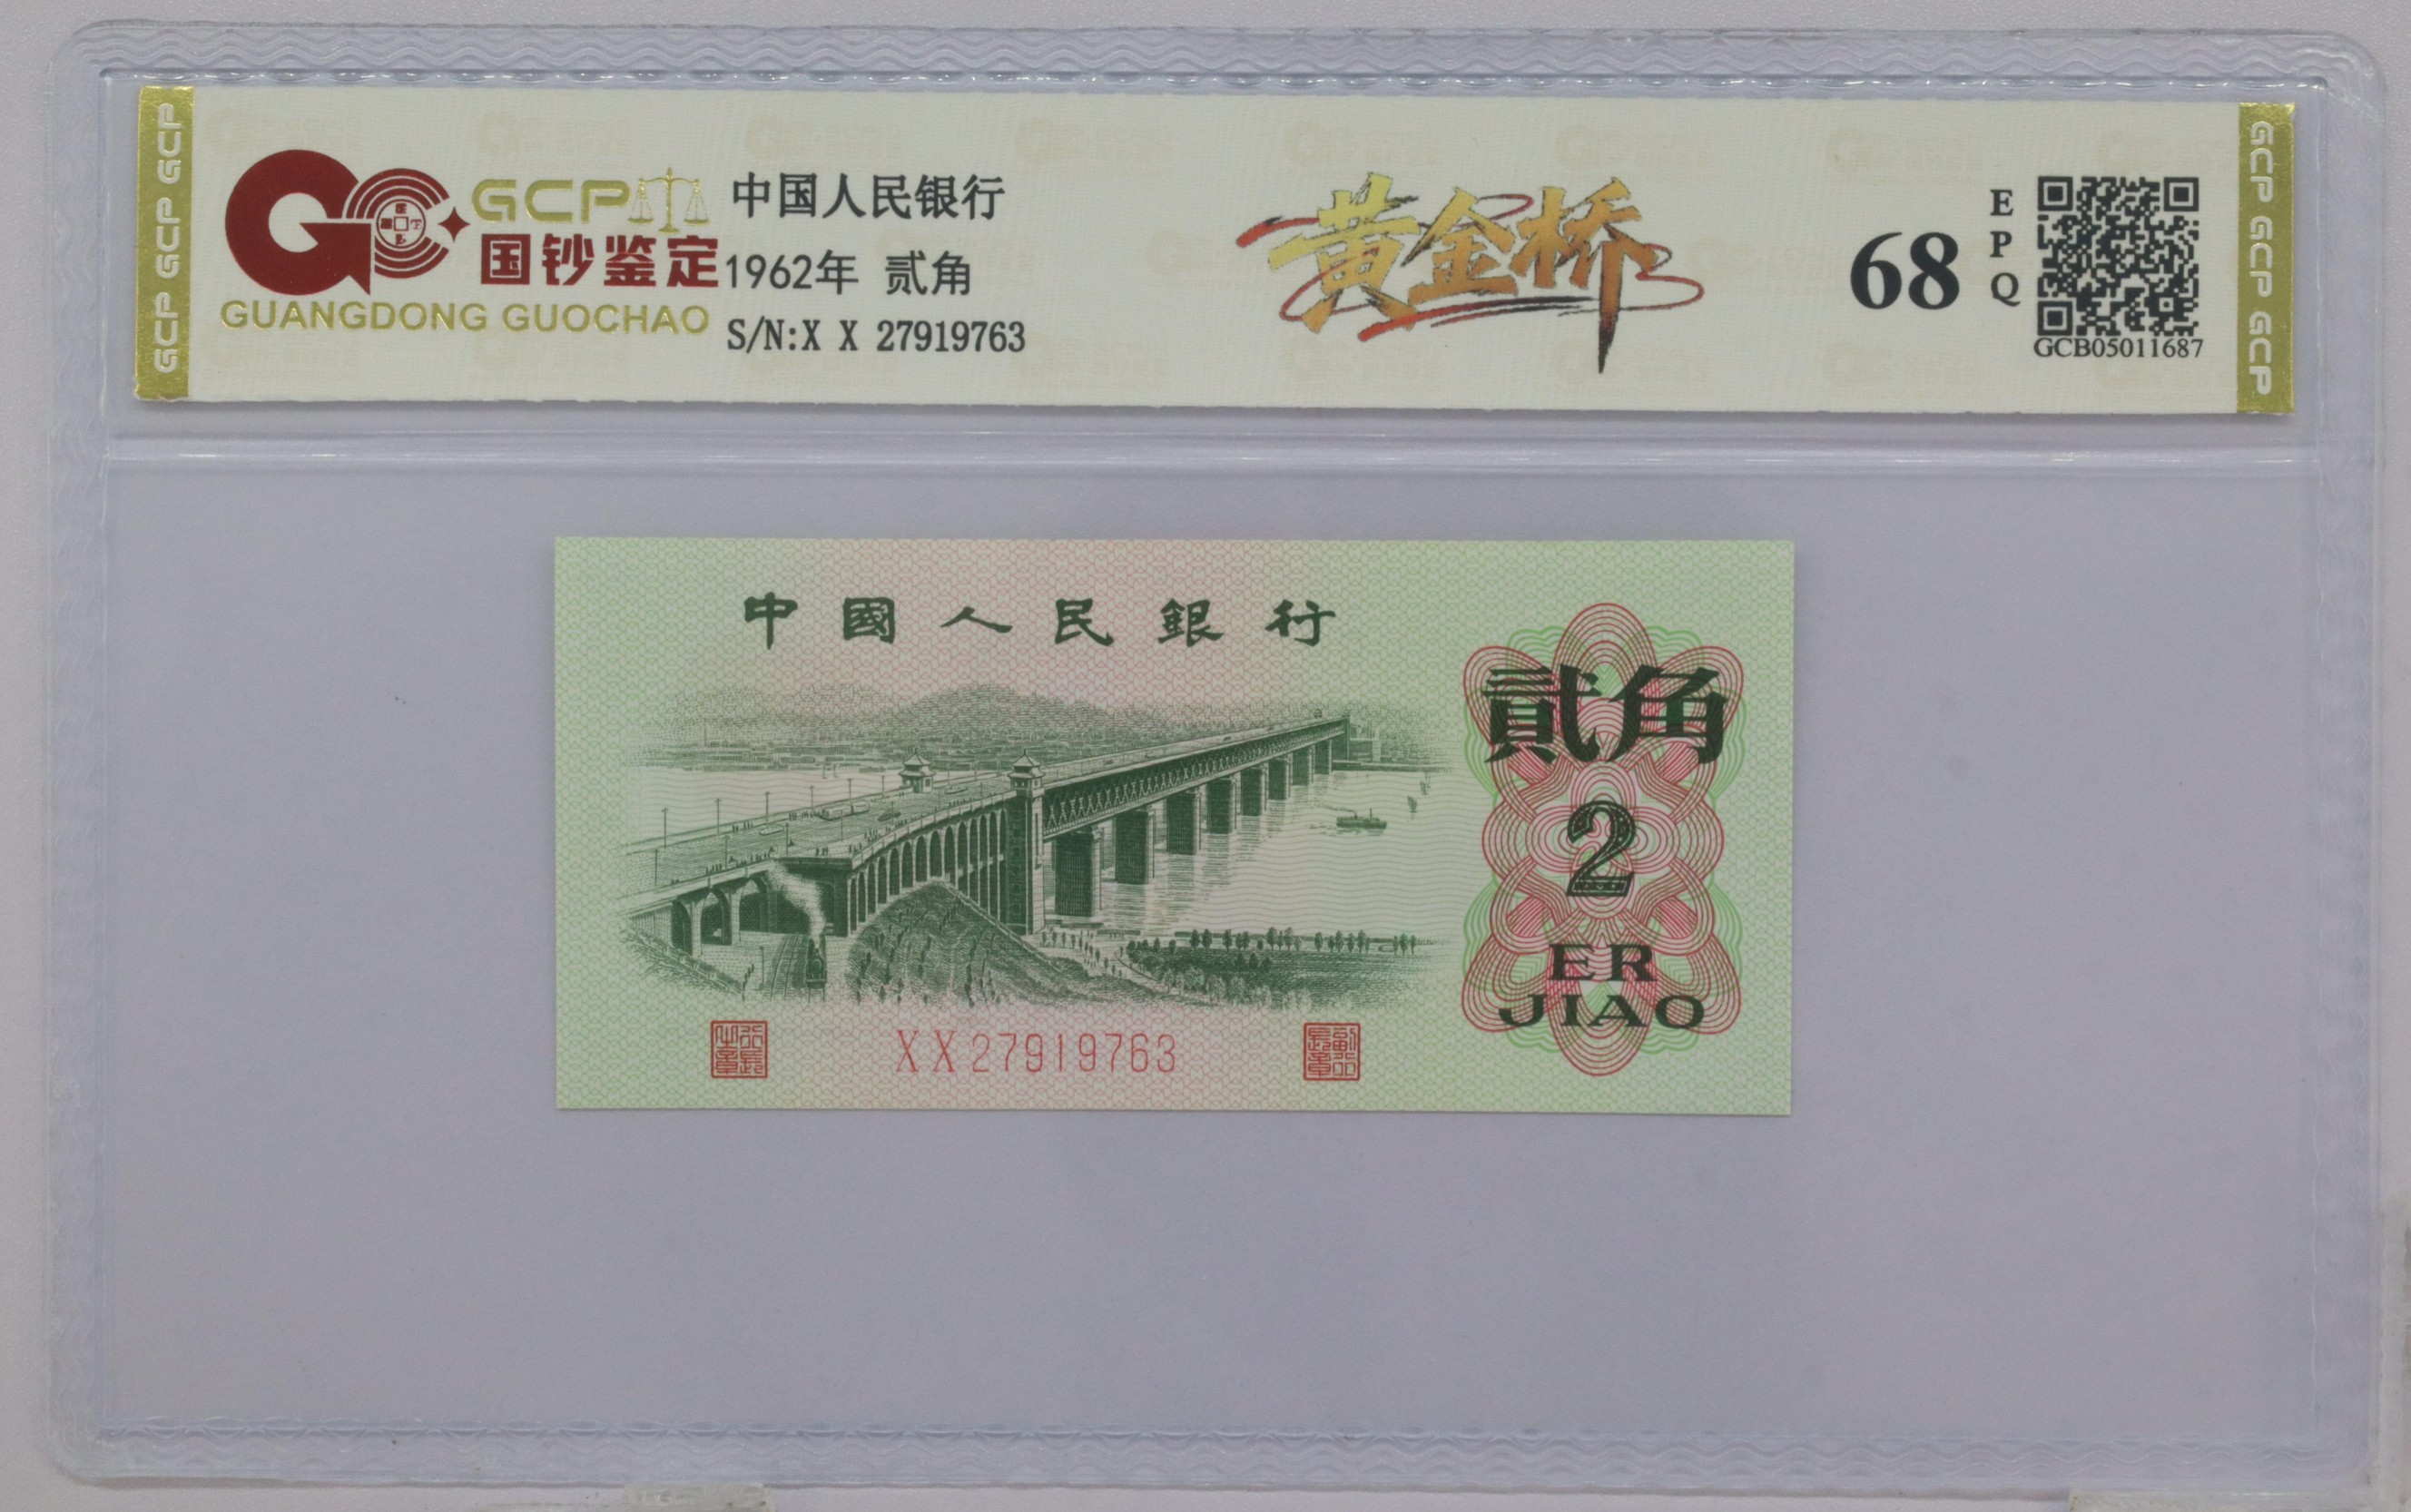 GCP GCP GCP
GCP
国钞鉴定
GUANGDONG GUOCHAO
中国人民银行
1962年 贰角
S/N:X X 27919763
黄金桥
68
EPQ
GCB05011687
GCP GCP GCP
中國人民銀行
貳角
2
ER
JIAO
XX27919763